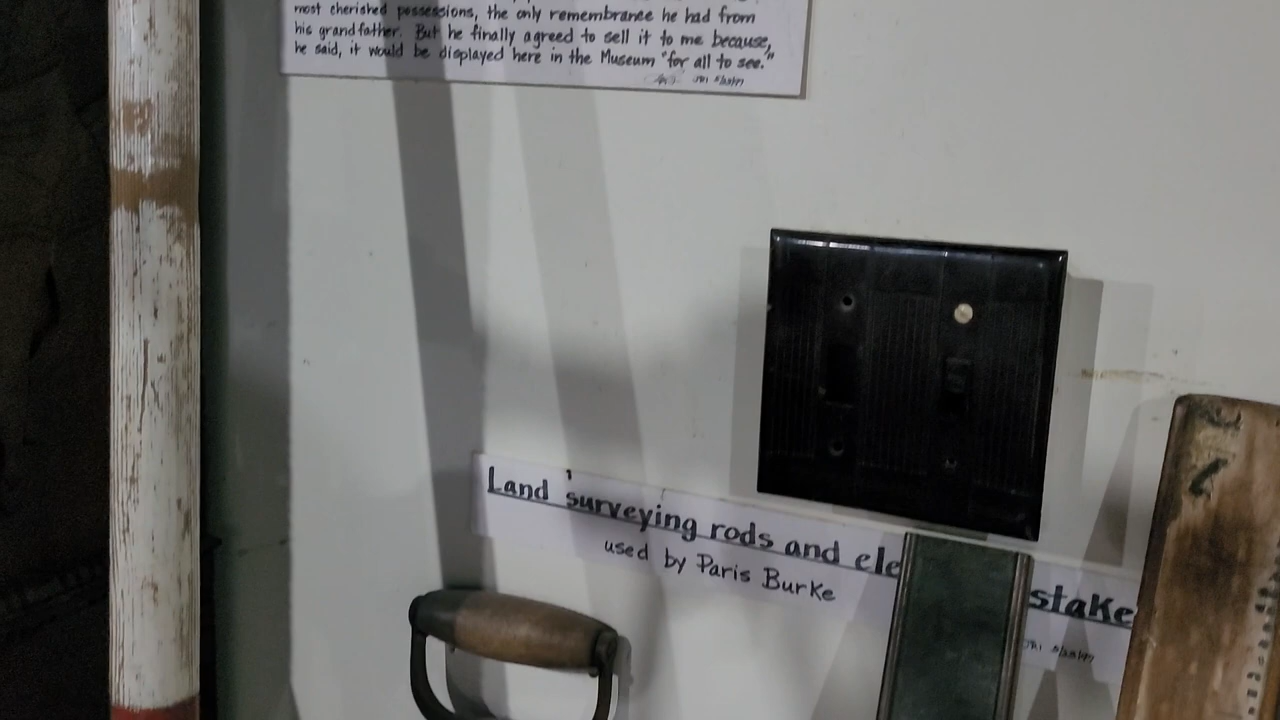 most cherished possessions, the only remembrance he had from
his grandfather. But he finally agreed to sell it to me because,
he said, it would be displayed here in the Museum "for all to see."
Land surveying rods and ele
stake
used by Paris Burke